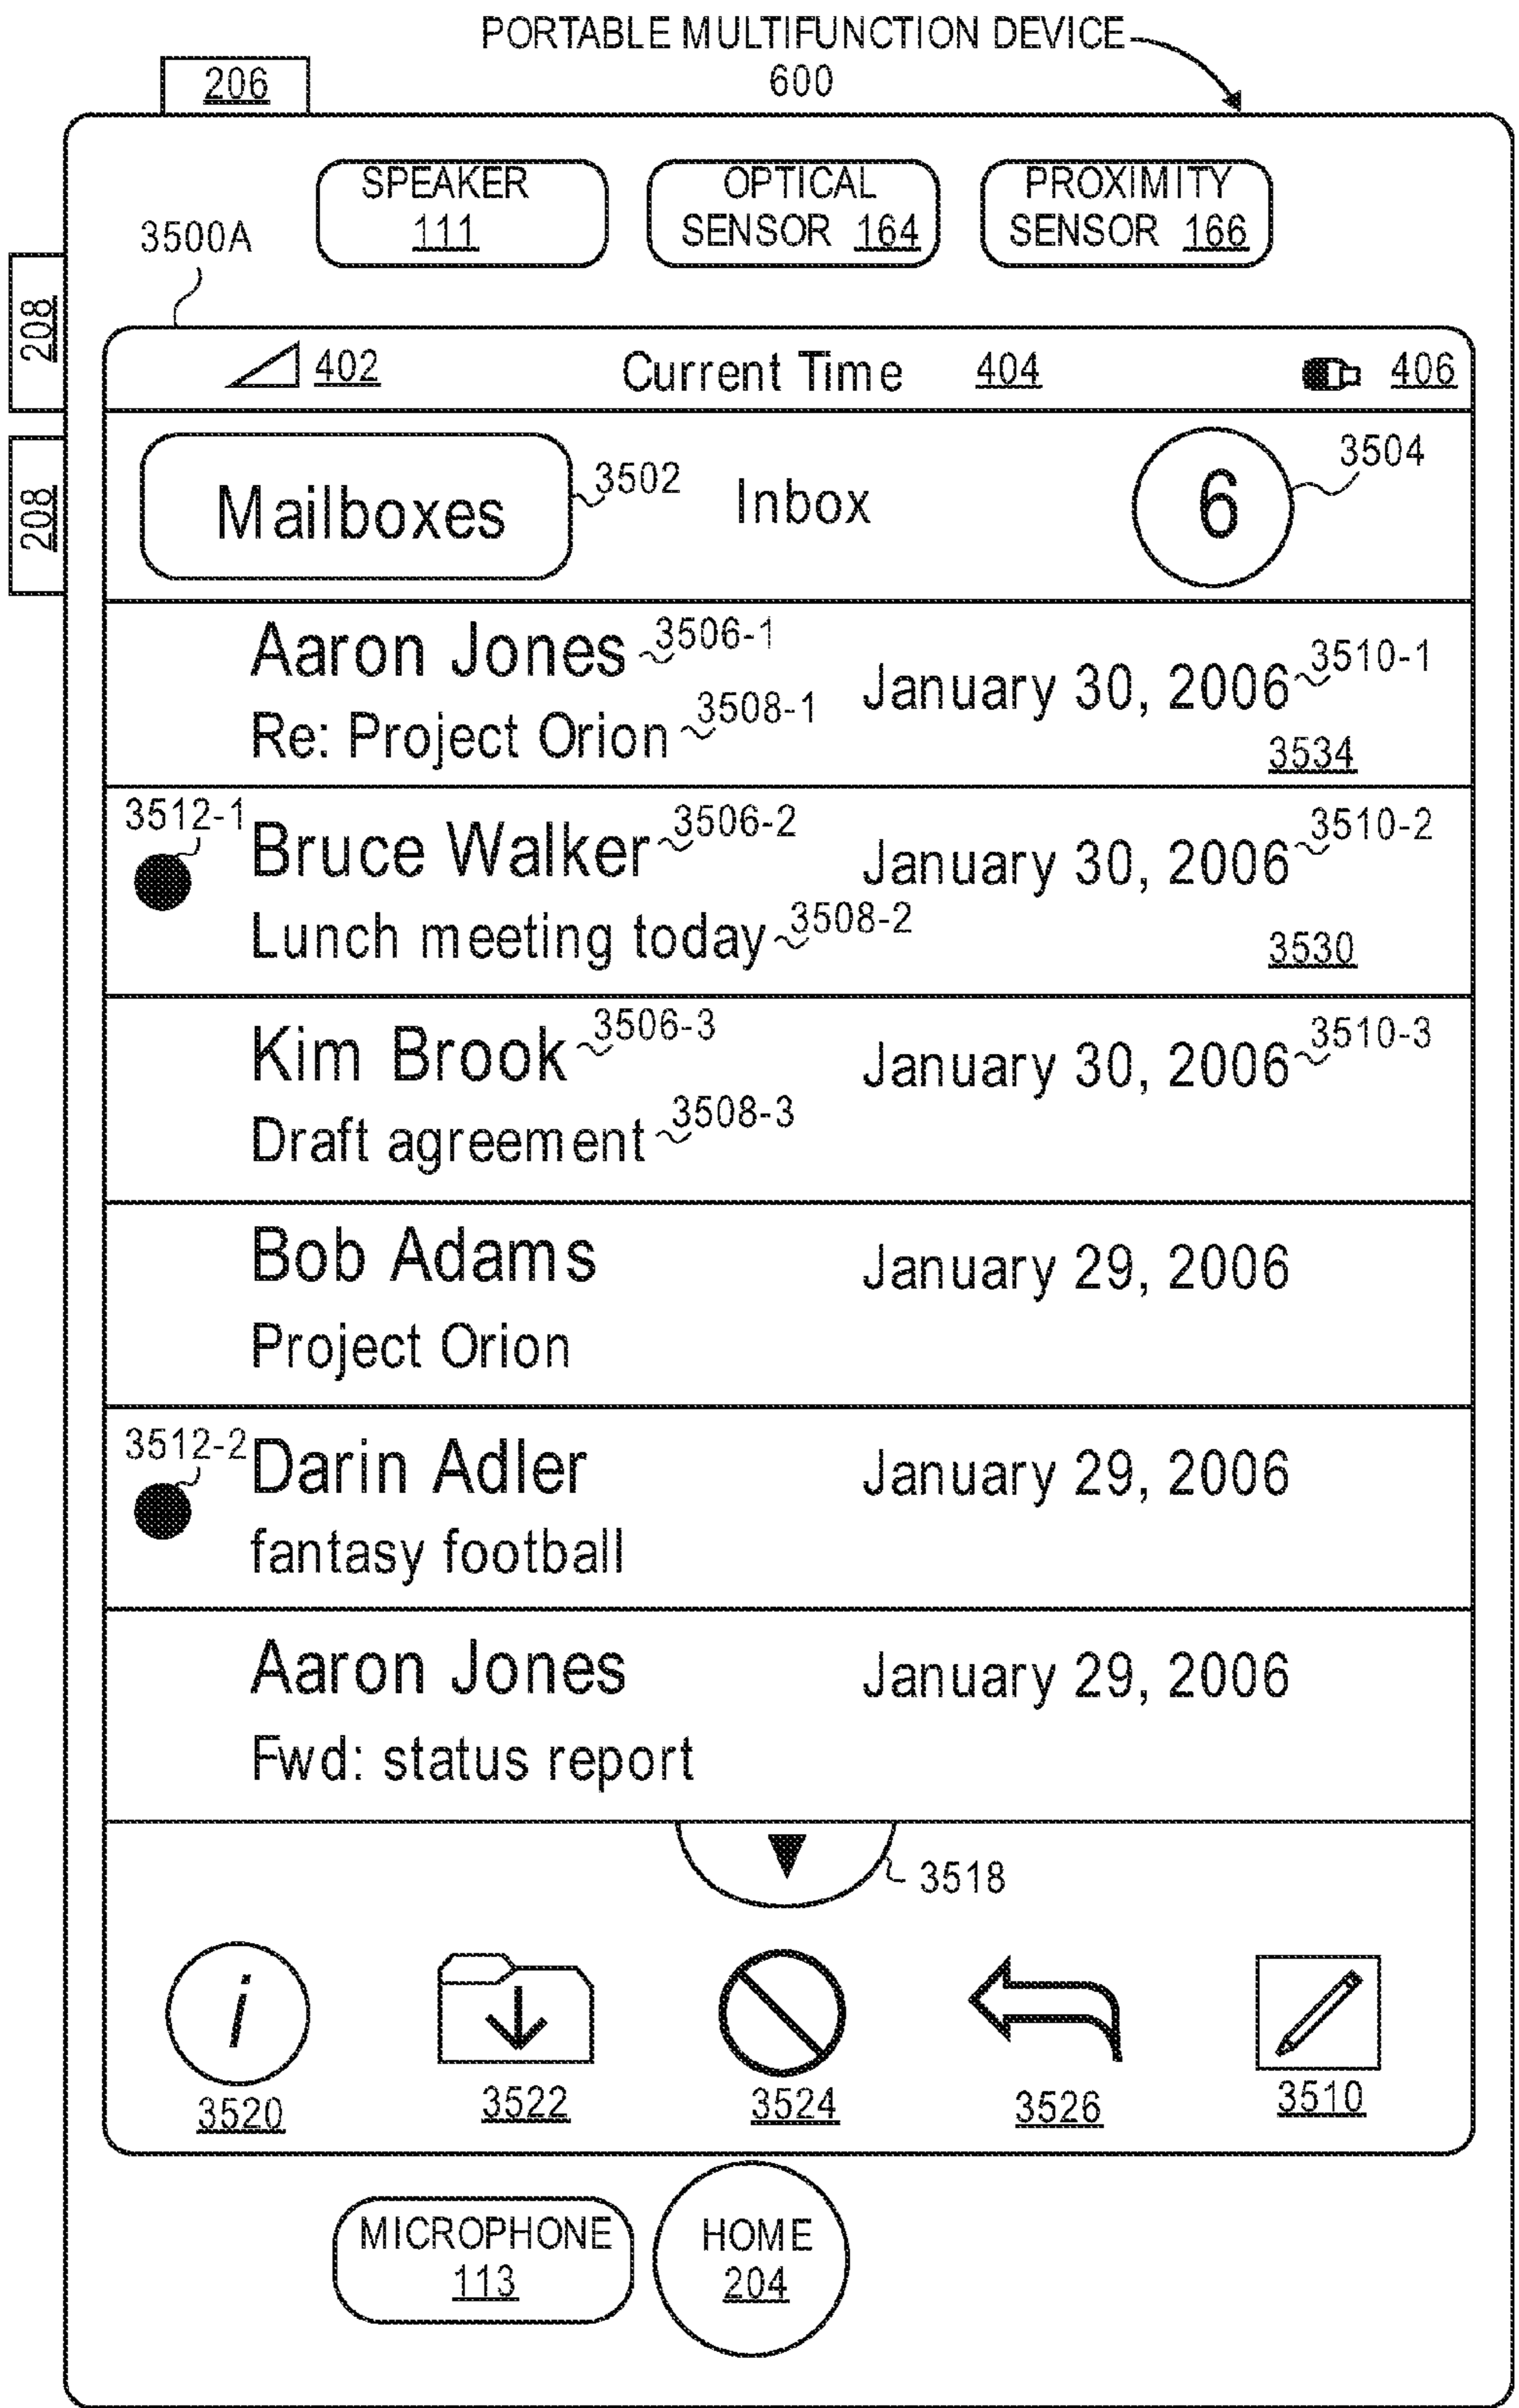 PORTABLE MULTIFUNCTION DEVICE
600
206
SPEAKER
111
OPTICAL
SENSOR 164
PROXIMITY
SENSOR 166
3500A
208
208
402 Current Time 404 406
Mailboxes 3502 Inbox 6 3504
Aaron Jones 3506-1
January 30, 2006 3510-1
Re: Project Orion 3508-1
3534
3512-1
Bruce Walker 3506-2
January 30, 2006 3510-2
Lunch meeting today 3508-2
3530
Kim Brook 3506-3
January 30, 2006 3510-3
Draft agreement 3508-3
Bob Adams
January 29, 2006
Project Orion
3512-2
Darin Adler
January 29, 2006
fantasy football
Aaron Jones
January 29, 2006
Fwd: status report
3518
i
3520 3522 3524 3526 3510
MICROPHONE
113
HOME
204